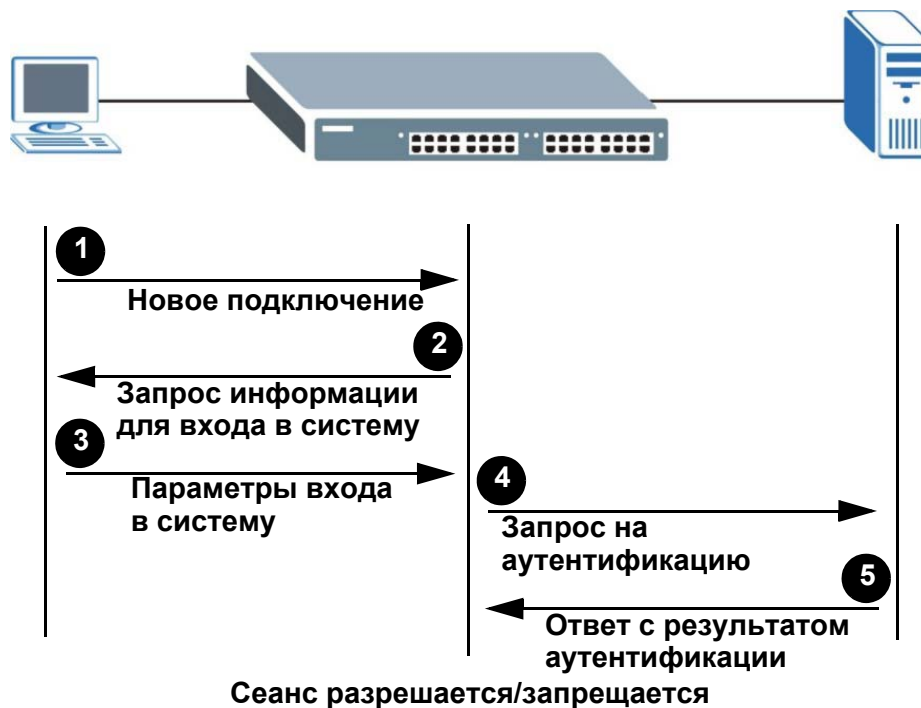 1
Новое подключение
2
Запрос информации
для входа в систему
3
Параметры входа
в систему
4
Запрос на
аутентификацию
5
Ответ с результатом
аутентификации
Сеанс разрешается/запрещается